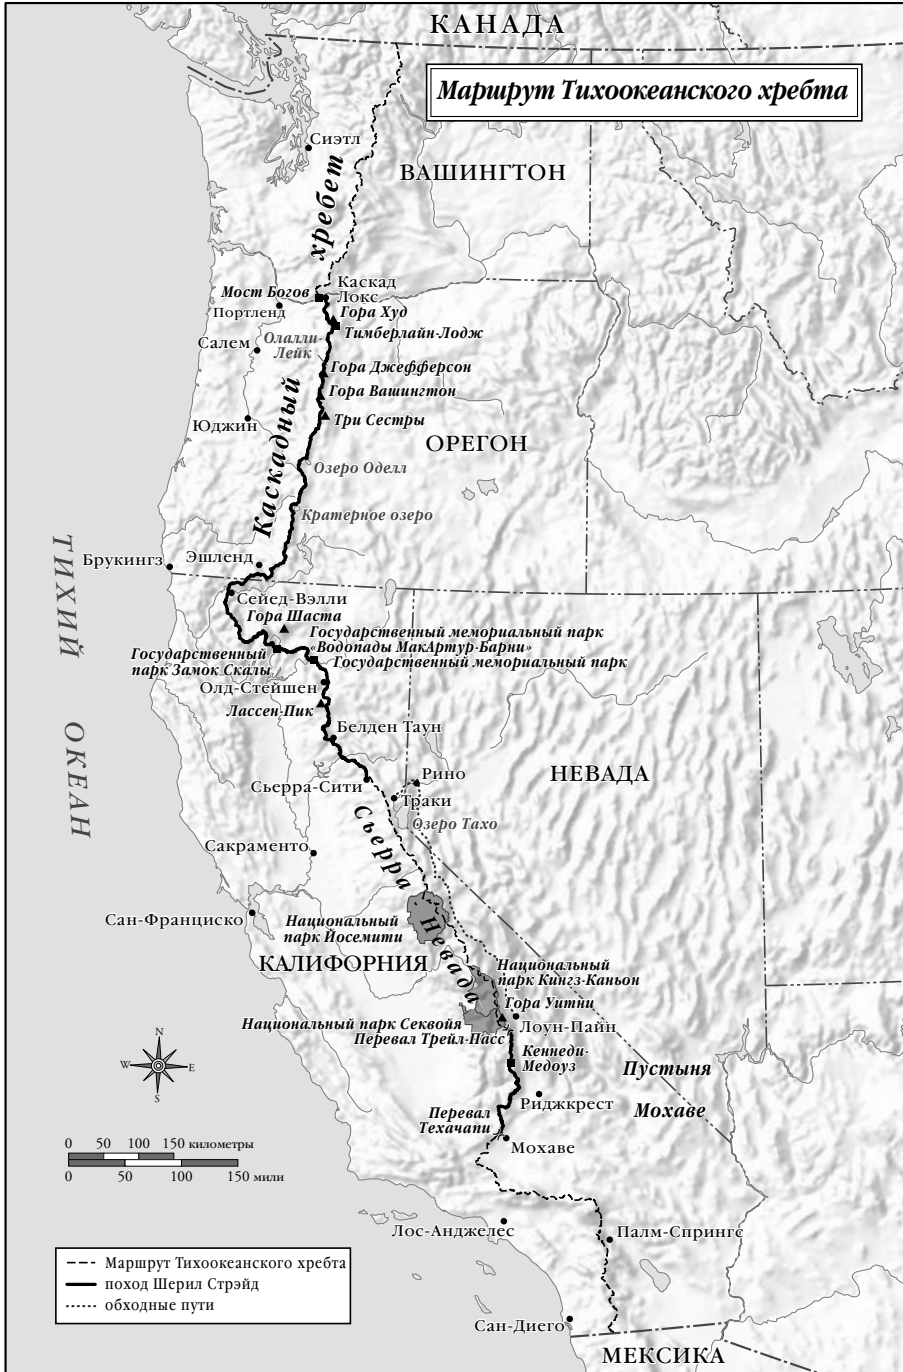 КАНАДА
Маршрут Тихоокеанского хребта
Сиэтл
ВАШИНГТОН
хребет
Каскад
Локс
Мост Богов
Гора Худ
Портленд
Тимберлайн-Лодж
Олалли-
Лейк
Салем
Гора Джефферсон
Гора Вашингтон
Каскадный
Три Сестры
Юджин
ОРЕГОН
Озеро Оделл
Кратерное озеро
ТИХИЙ ОКЕАН
Брукингз
Эшленд
Сейед-Вэлли
Гора Шаста
Государственный мемориальный парк
«Водопады МакАртур-Барни»
Государственный
парк Замок Скалы
Государственный мемориальный парк
Олд-Стейшен
Лассен-Пик
Белден Таун
Рино
НЕВАДА
Сьерра-Сити
Траки
Озеро Тахо
Сьерра Невада
Сакраменто
Сан-Франциско
Национальный
парк Йосемити
КАЛИФОРНИЯ
Национальный
парк Кингз-Каньон
Гора Уитни
Национальный парк Секвойя
Лоун-Пайн
Перевал Трейл-Пасс
Кеннеди-
Медоуз
Пустыня
Мохаве
Риджкрест
Перевал
Техачапи
Мохаве
N
W
E
S
0 50 100 150 километры
0 50 100 150 мили
Лос-Анджелес
Палм-Спрингс
Маршрут Тихоокеанского хребта
поход Шерил Стрэйд
обходные пути
Сан-Диего
МЕКСИКА